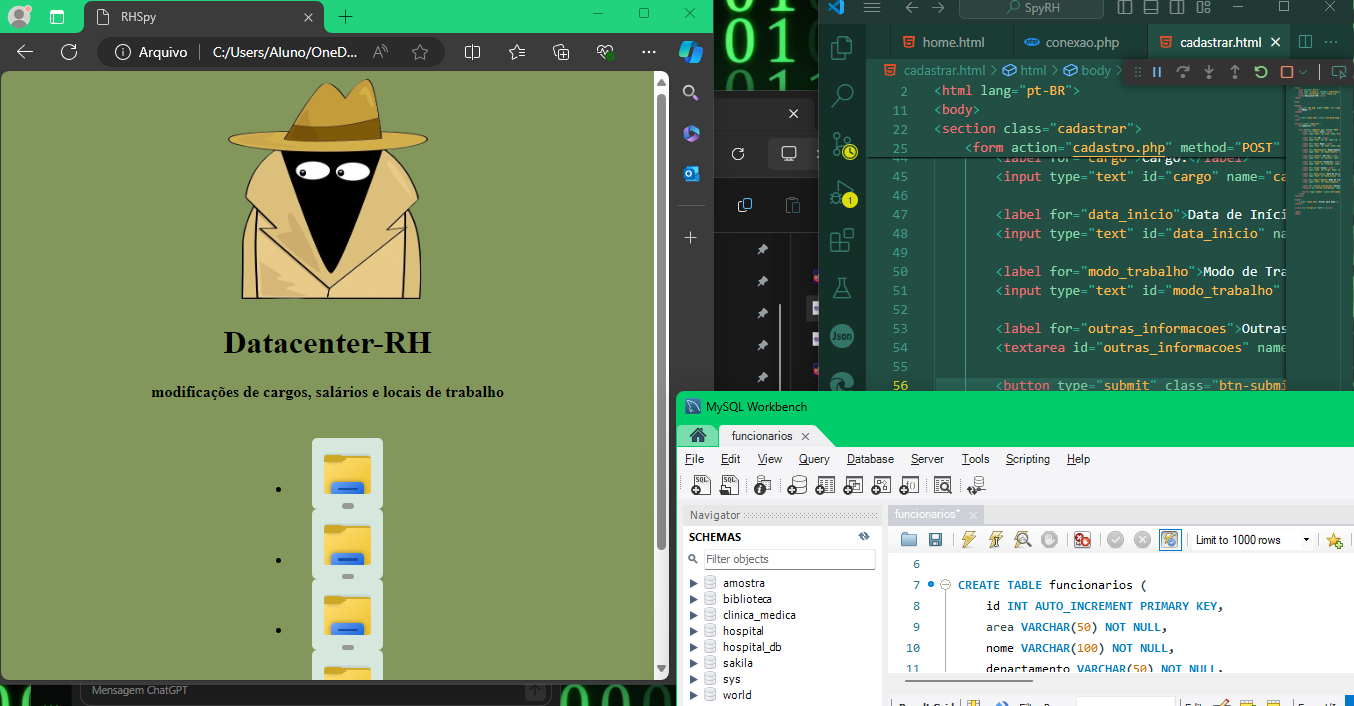 RHSpy
Arquivo
C:/Users/Aluno/OneD...
Datacenter-RH
modificações de cargos, salários e locais de trabalho
Mensagem ChatGPT
SpyRH
home.html
conexao.php
cadastrar.html
cadastrar.html > html > body >
2 <html lang="pt-BR">
11 <body>
22 <section class="cadastrar">
25 <form action="cadastro.php" method="POST"
44 <label for="cargo">Cargo:</label>
45 <input type="text" id="cargo" name="ca
46
47 <label for="data_inicio">Data de Iníci
48 <input type="text" id="data_inicio" na
49
50 <label for="modo_trabalho">Modo de Tra
51 <input type="text" id="modo_trabalho"
52
53 <label for="outras_informacoes">Outras
54 <textarea id="outras_informacoes" name
55
56 <button type="submit" class="btn-submi
Json
1
MySQL Workbench
funcionarios
File Edit View Query Database Server Tools Scripting Help
Navigator
SCHEMAS
Filter objects
amostra
biblioteca
clinica_medica
hospital
hospital_db
sakila
sys
world
funcionarios*
Limit to 1000 rows
6
7 CREATE TABLE funcionarios (
8 id INT AUTO_INCREMENT PRIMARY KEY,
9 area VARCHAR(50) NOT NULL,
10 nome VARCHAR(100) NOT NULL,
11 departamento VARCHAR(50) NOT NULL,